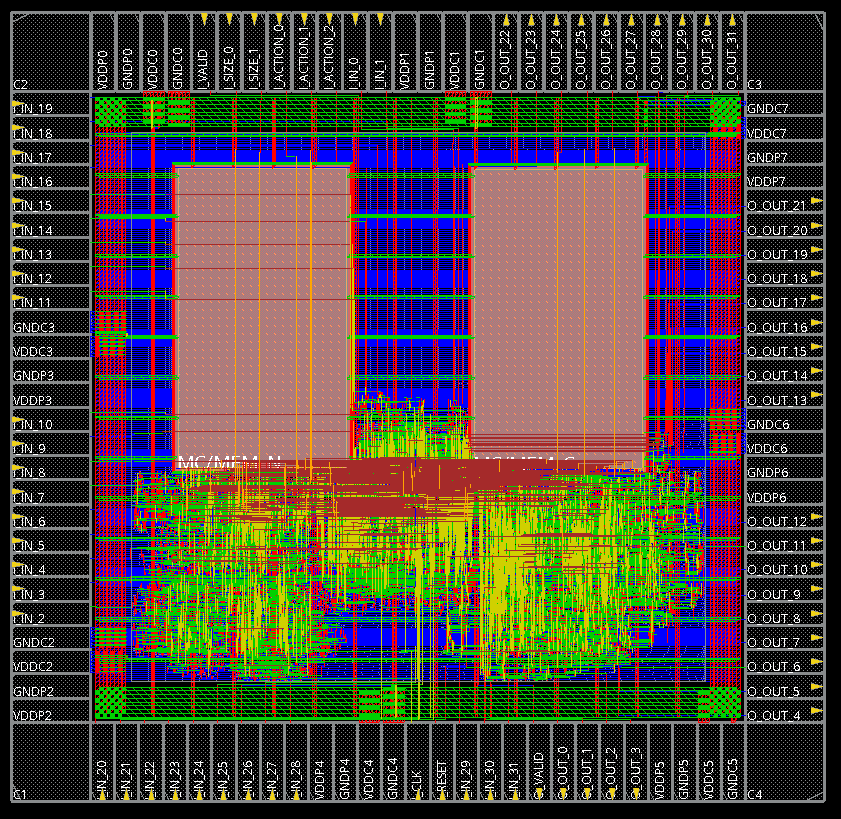 C2
VDDP0
GNDP0
VDDC0
GNDC0
I_VALID
I_SIZE_0
I_SIZE_1
I_ACTION_0
I_ACTION_1
I_ACTION_2
I_IN_0
I_IN_1
VDDP1
GNDP1
VDDC1
GNDC1
O_OUT_22
O_OUT_23
O_OUT_24
O_OUT_25
O_OUT_26
O_OUT_27
O_OUT_28
O_OUT_29
O_OUT_30
O_OUT_31
C3
I_IN_19
I_IN_18
I_IN_17
I_IN_16
I_IN_15
I_IN_14
I_IN_13
I_IN_12
I_IN_11
GNDC3
VDDC3
GNDP3
VDDP3
I_IN_10
I_IN_9
I_IN_8
I_IN_7
I_IN_6
I_IN_5
I_IN_4
I_IN_3
I_IN_2
GNDC2
VDDC2
GNDP2
VDDP2
MC/MEM_N
MC/MEM_S
GNDC7
VDDC7
GNDP7
VDDP7
O_OUT_21
O_OUT_20
O_OUT_19
O_OUT_18
O_OUT_17
O_OUT_16
O_OUT_15
O_OUT_14
O_OUT_13
GNDC6
VDDC6
GNDP6
VDDP6
O_OUT_12
O_OUT_11
O_OUT_10
O_OUT_9
O_OUT_8
O_OUT_7
O_OUT_6
O_OUT_5
O_OUT_4
C1
I_IN_20
I_IN_21
I_IN_22
I_IN_23
I_IN_24
I_IN_25
I_IN_26
I_IN_27
I_IN_28
VDDP4
GNDP4
VDDC4
GNDC4
I_CLK
I_RESET
I_IN_29
I_IN_30
I_IN_31
O_VALID
O_OUT_0
O_OUT_1
O_OUT_2
O_OUT_3
VDDP5
GNDP5
VDDC5
GNDC5
C4